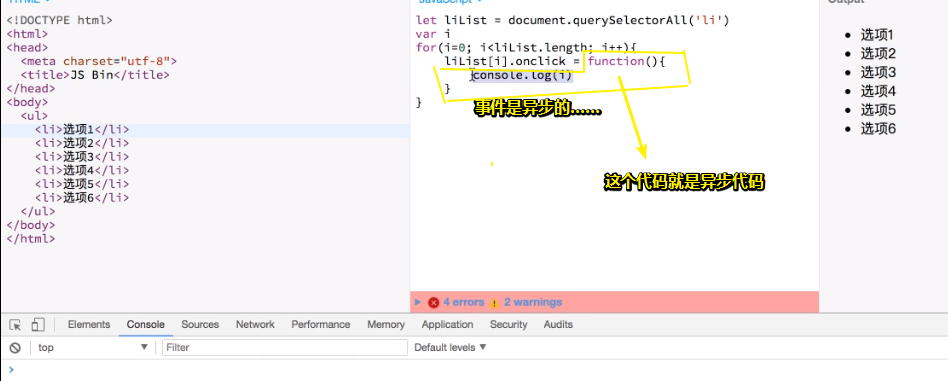 HTML
JavaScript
Output
<!DOCTYPE html>
<html>
<head>
  <meta charset="utf-8">
  <title>JS Bin</title>
</head>
<body>
  <ul>
    <li>选项1</li>
    <li>选项2</li>
    <li>选项3</li>
    <li>选项4</li>
    <li>选项5</li>
    <li>选项6</li>
  </ul>
</body>
</html>
let liList = document.querySelectorAll('li')
var i
for(i=0; i<liList.length; i++){
    liList[i].onclick = function(){
        console.log(i)
    }
}
事件是异步的......
这个代码就是异步代码
4 errors 2 warnings
选项1
选项2
选项3
选项4
选项5
选项6
Elements Console Sources Network Performance Memory Application Security Audits
top Filter Default levels